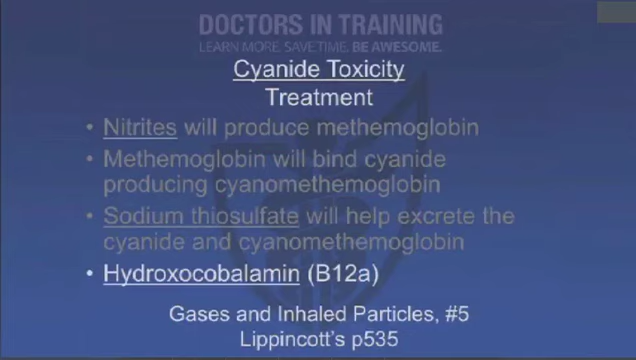 DOCTORS IN TRAINING
LEARN MORE. SAVE TIME. BE AWESOME.
Cyanide Toxicity
Treatment
• Nitrites will produce methemoglobin
• Methemoglobin will bind cyanide
producing cyanomethemoglobin
• Sodium thiosulfate will help excrete the
cyanide and cyanomethemoglobin
• Hydroxocobalamin (B12a)
Gases and Inhaled Particles, #5
Lippincott's p535